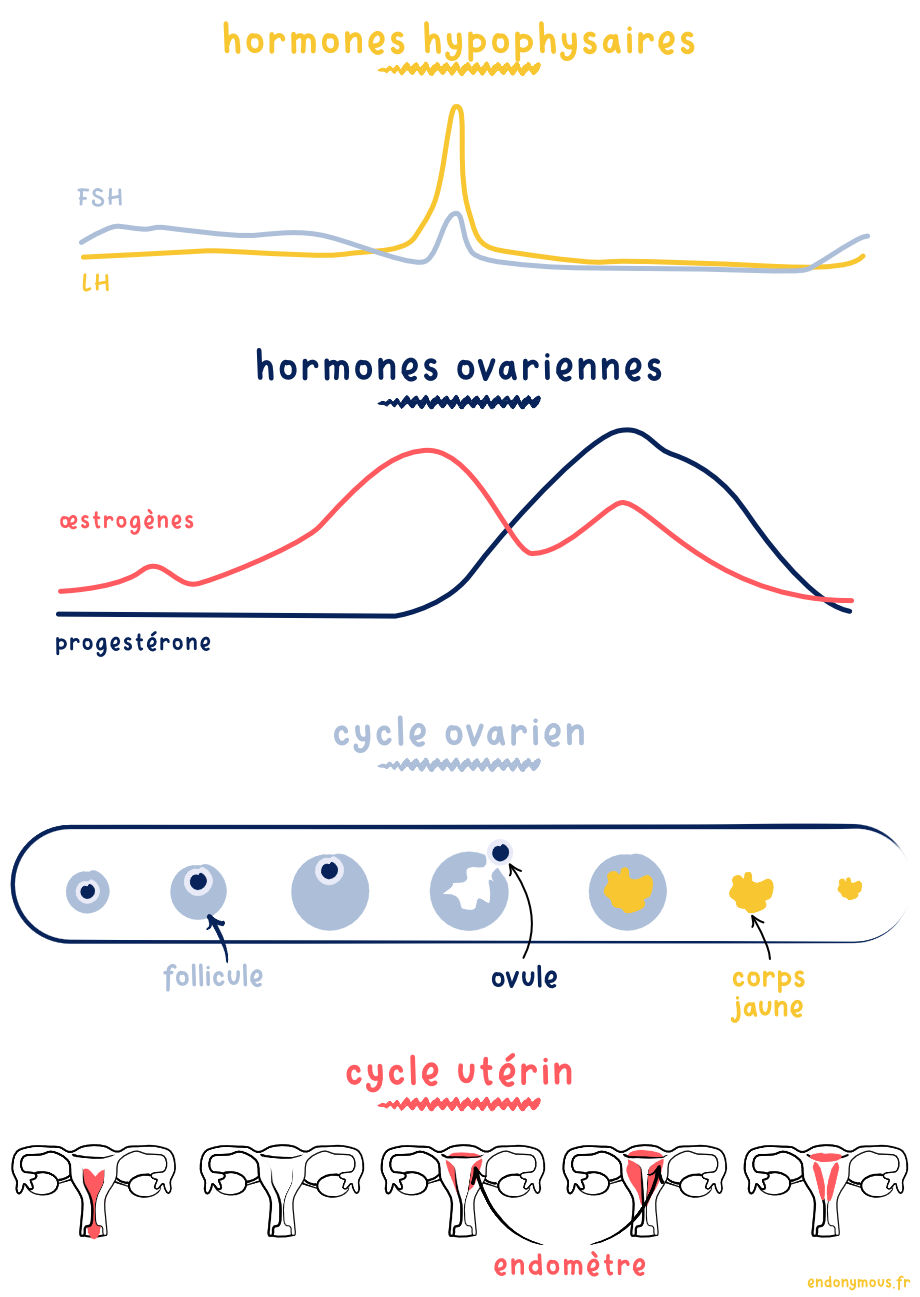 hormones hypophysaires
FSH
LH
hormones ovariennes
œstrogènes
progestérone
cycle ovarien
follicule
ovule
corps
jaune
cycle utérin
endomètre
endonymous.fr